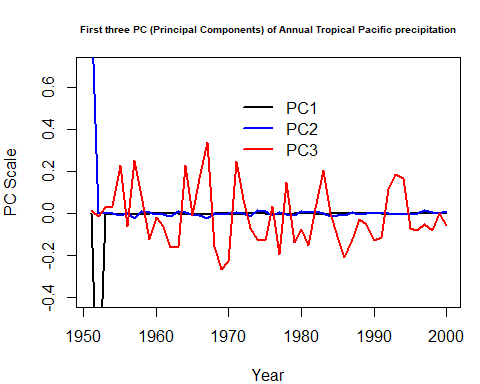 First three PC (Principal Components) of Annual Tropical Pacific precipitation
PC Scale
0.6
0.4
0.2
0.0
-0.2
-0.4
PC1
PC2
PC3
1950 1960 1970 1980 1990 2000
Year